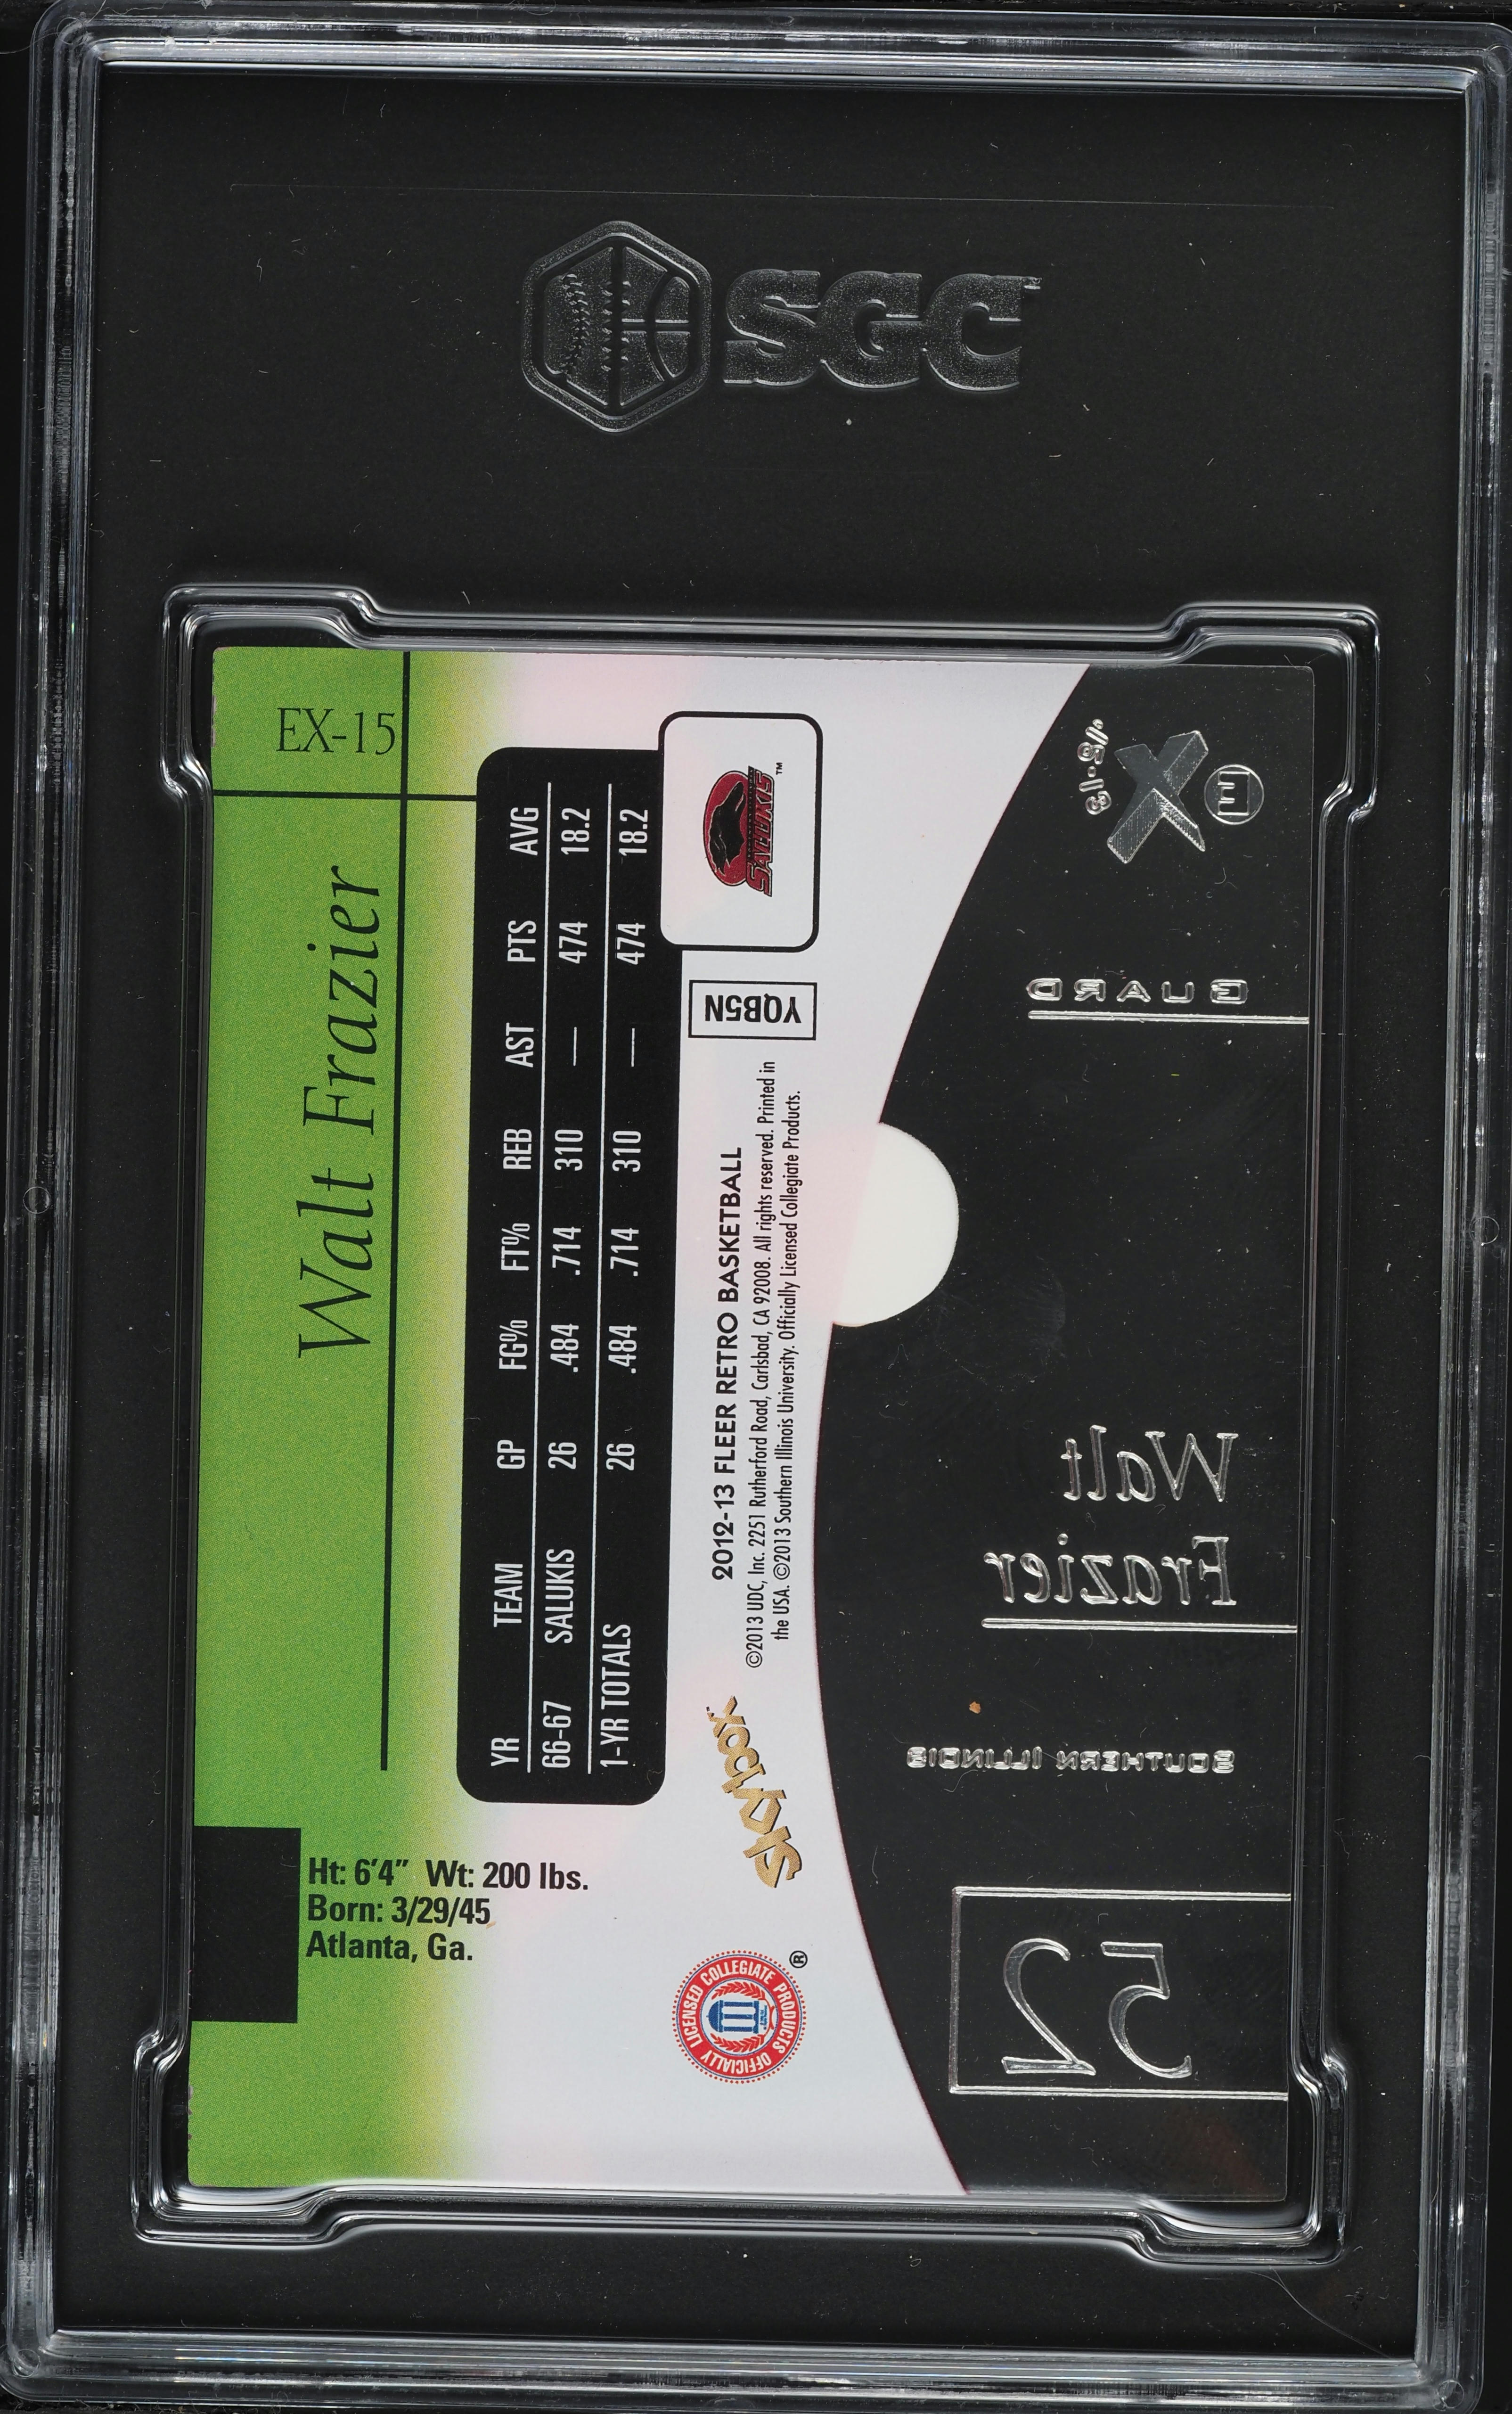 SGC
EX-15
Walt Frazier
YR TEAM GP FG% FT% REB AST PTS AVG
66-67 SALUKIS 26 .484 .714 310 — 474 18.2
1-YR TOTALS 26 .484 .714 310 — 474 18.2
SALUKIS™
YQB5N
2012-13 FLEER RETRO BASKETBALL
©2013 UDC, Inc. 2251 Rutherford Road, Carlsbad, CA 92008. All rights reserved. Printed in
the USA. ©2013 Southern Illinois University. Officially Licensed Collegiate Products.
SkyBox™
Ht: 6'4" Wt: 200 lbs.
Born: 3/29/45
Atlanta, Ga.
OFFICIALLY LICENSED COLLEGIATE PRODUCTS
®
E
X
GUARD
Walt
Frazier
SOUTHERN ILLINOIS
52